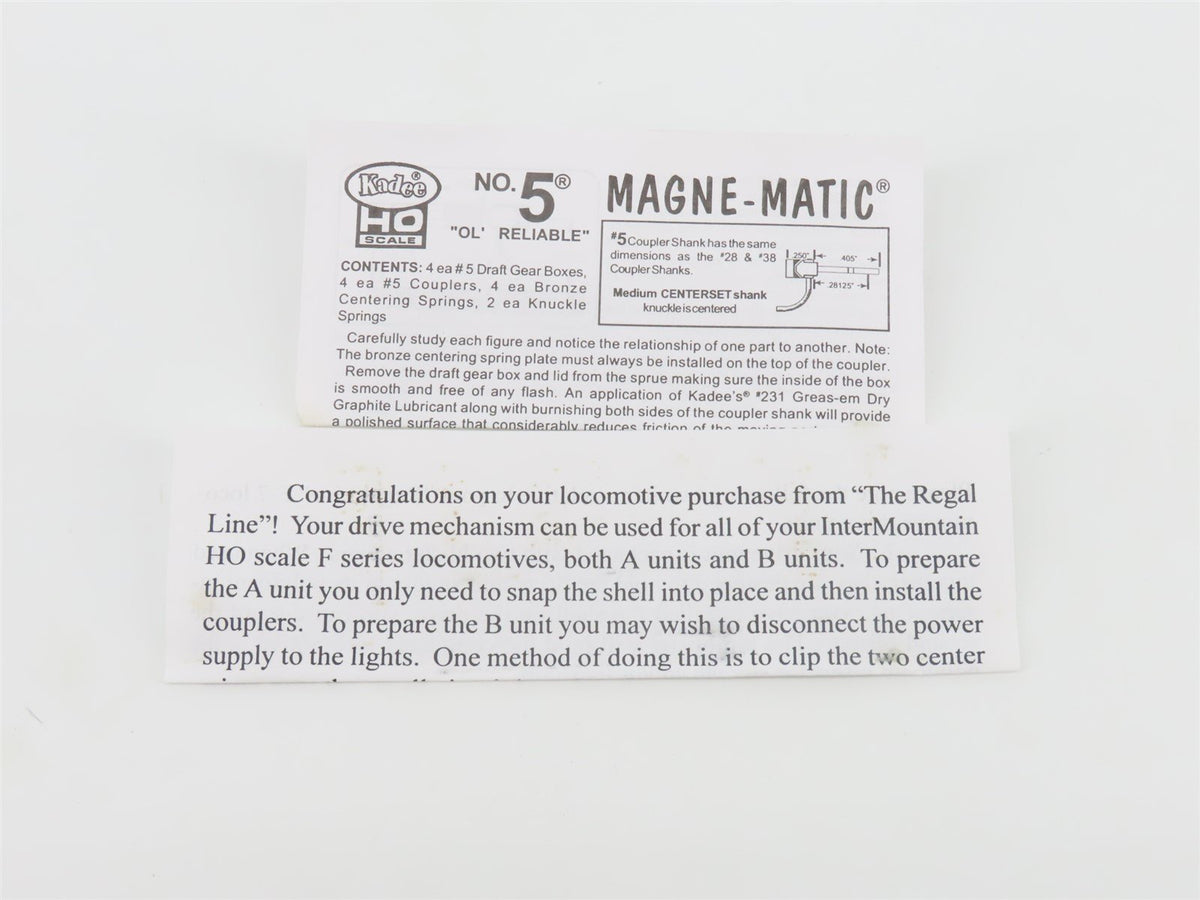 Kadee®
HO
SCALE
NO. 5®
"OL' RELIABLE"
MAGNE-MATIC®
CONTENTS: 4 ea # 5 Draft Gear Boxes,
4 ea #5 Couplers, 4 ea Bronze
Centering Springs, 2 ea Knuckle
Springs
#5 Coupler Shank has the same
dimensions as the #28 & #38
Coupler Shanks.
Medium CENTERSET shank
knuckle is centered
.250"
.405"
.28125"
Carefully study each figure and notice the relationship of one part to another. Note:
The bronze centering spring plate must always be installed on the top of the coupler.
Remove the draft gear box and lid from the sprue making sure the inside of the box
is smooth and free of any flash. An application of Kadee's® #231 Greas-em Dry
Graphite Lubricant along with burnishing both sides of the coupler shank will provide
a polished surface that considerably reduces friction of the
Congratulations on your locomotive purchase from “The Regal
Line”! Your drive mechanism can be used for all of your InterMountain
HO scale F series locomotives, both A units and B units. To prepare
the A unit you only need to snap the shell into place and then install the
couplers. To prepare the B unit you may wish to disconnect the power
supply to the lights. One method of doing this is to clip the two center